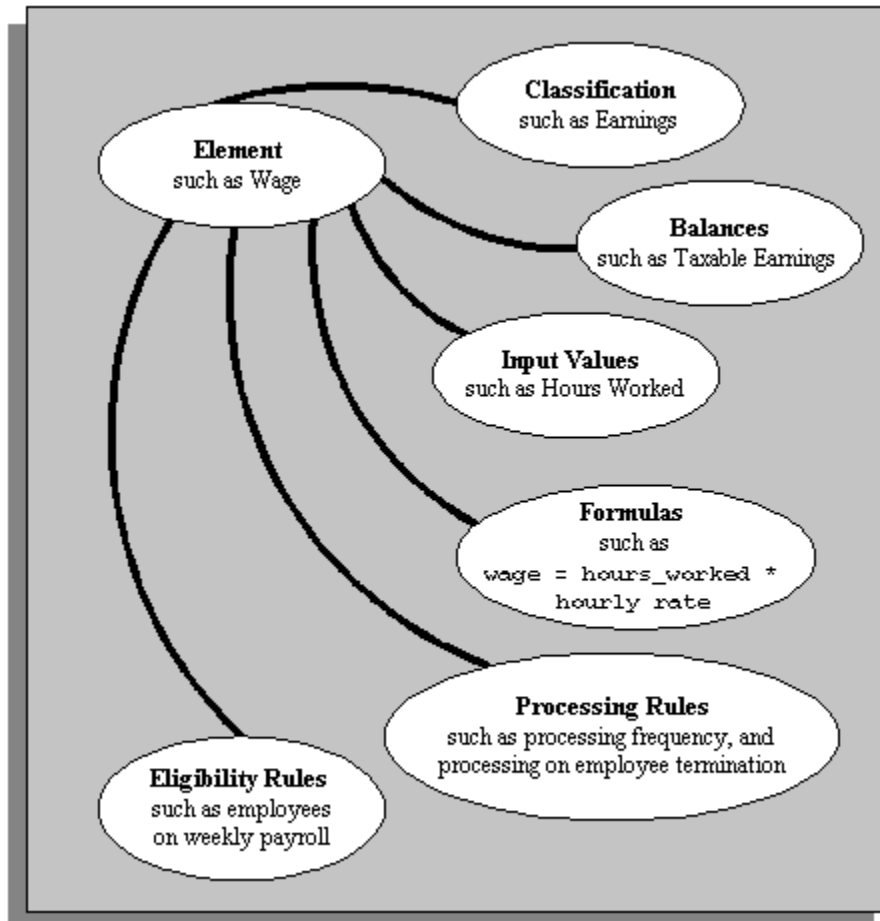 Classification
such as Earnings
Element
such as Wage
Balances
such as Taxable Earnings
Input Values
such as Hours Worked
Formulas
such as
wage = hours_worked *
hourly rate
Processing Rules
such as processing frequency, and
processing on employee termination
Eligibility Rules
such as employees
on weekly payroll